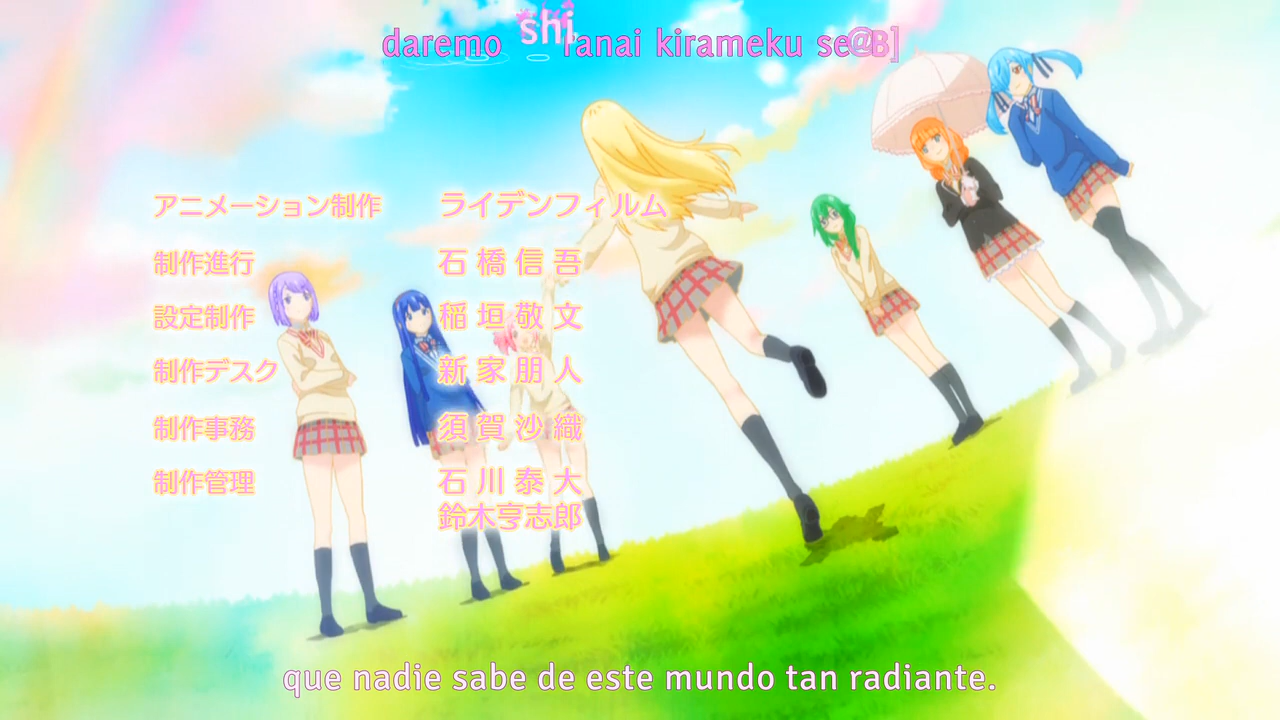 daremo shiranai kirameku se@B]
アニメーション制作 ライデンフィルム
制作進行 石橋信吾
設定制作 稲垣敬文
制作デスク 新家朋人
制作事務 須賀沙織
制作管理 石川泰大
鈴木亨志郎
que nadie sabe de este mundo tan radiante.